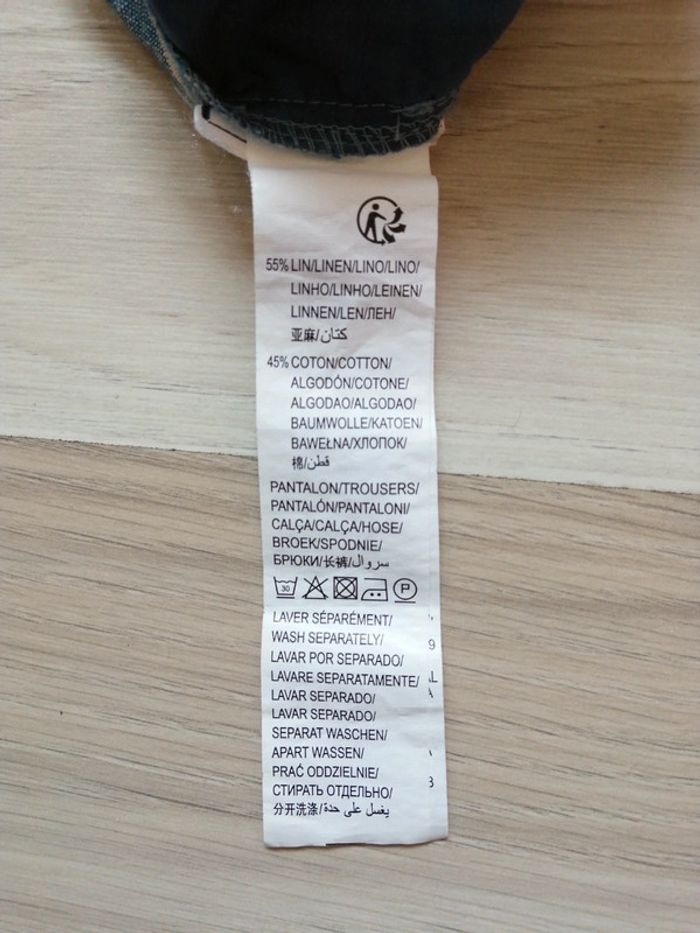 55% LIN/LINEN/LINO/LINO/
LINHO/LINHO/LEINEN/
LINNEN/LEN/ЛЕН/
亚麻/كتان
45% COTON/COTTON/
ALGODÓN/COTONE/
ALGODAO/ALGODAO/
BAUMWOLLE/KATOEN/
BAWEŁNA/ХЛОПОК/
棉/قطن
PANTALON/TROUSERS/
PANTALÓN/PANTALONI/
CALÇA/CALÇA/HOSE/
BROEK/SPODNIE/
БРЮКИ/长裤/سروال
30 P
LAVER SÉPARÉMENT/
WASH SEPARATELY/
LAVAR POR SEPARADO/
LAVARE SEPARATAMENTE/
LAVAR SEPARADO/
LAVAR SEPARADO/
SEPARAT WASCHEN/
APART WASSEN/
PRAĆ ODDZIELNIE/
СТИРАТЬ ОТДЕЛЬНО/
分开洗涤/يغسل على حدة